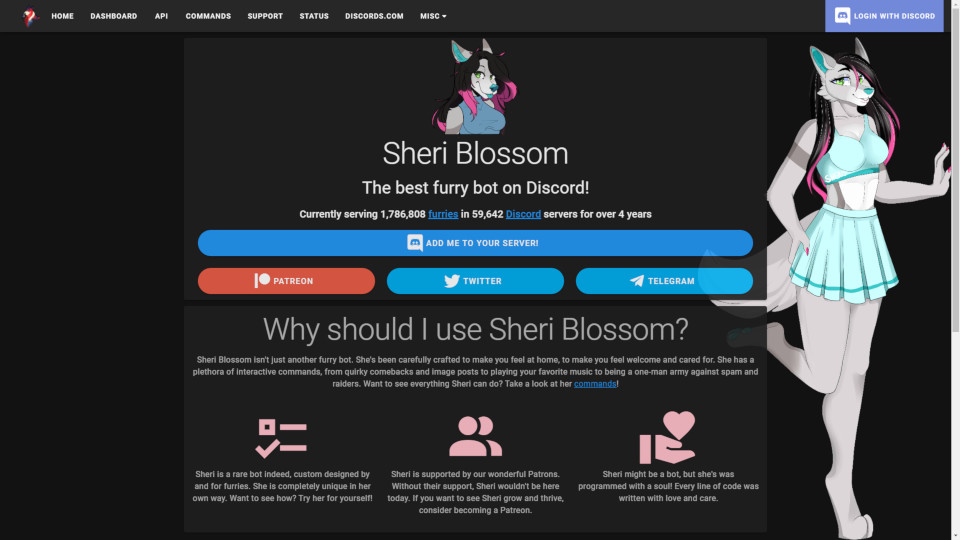 HOME DASHBOARD API COMMANDS SUPPORT STATUS DISCORDS.COM MISC LOGIN WITH DISCORD
Sheri Blossom
The best furry bot on Discord!
Currently serving 1,786,808 furries in 59,642 Discord servers for over 4 years
ADD ME TO YOUR SERVER!
PATREON TWITTER TELEGRAM
Why should I use Sheri Blossom?
Sheri Blossom isn't just another furry bot. She's been carefully crafted to make you feel at home, to make you feel welcome and cared for. She has a
plethora of interactive commands, from quirky comebacks and image posts to playing your favorite music to being a one-man army against spam and
raiders. Want to see everything Sheri can do? Take a look at her commands!
Sheri is a rare bot indeed, custom designed by
and for furries. She is completely unique in her
own way. Want to see how? Try her for yourself!
Sheri is supported by our wonderful Patrons.
Without their support, Sheri wouldn't be here
today. If you want to see Sheri grow and thrive,
consider becoming a Patreon.
Sheri might be a bot, but she's was
programmed with a soul! Every line of code was
written with love and care.